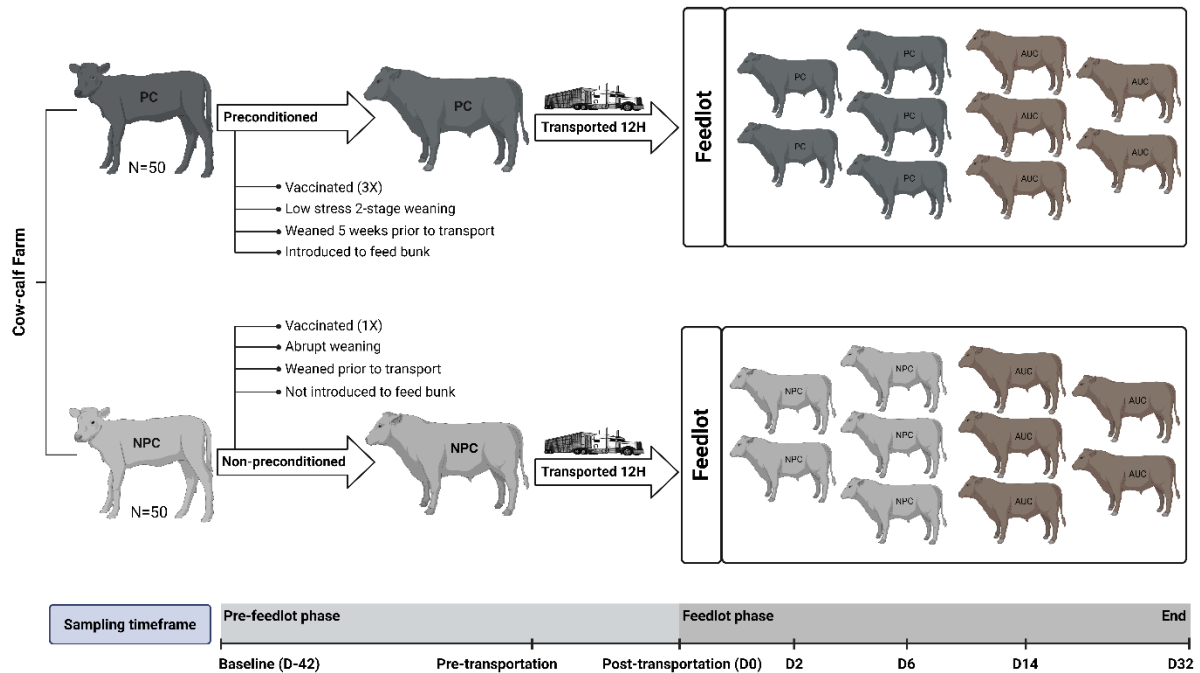 Cow-calf Farm
PC
N=50
Preconditioned
Vaccinated (3X)
Low stress 2-stage weaning
Weaned 5 weeks prior to transport
Introduced to feed bunk
PC
Transported 12H
Feedlot
PC
PC
PC
PC
PC
AUC
AUC
AUC
AUC
AUC
NPC
N=50
Non-preconditioned
Vaccinated (1X)
Abrupt weaning
Weaned prior to transport
Not introduced to feed bunk
NPC
Transported 12H
Feedlot
NPC
NPC
NPC
NPC
NPC
AUC
AUC
AUC
AUC
AUC
Sampling timeframe
Pre-feedlot phase
Feedlot phase
End
Baseline (D-42)
Pre-transportation
Post-transportation (D0)
D2
D6
D14
D32